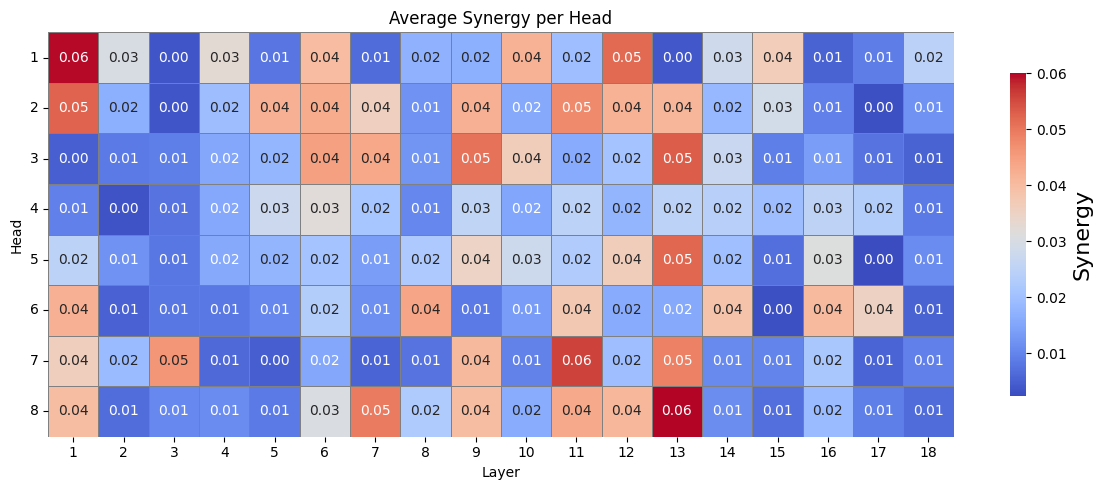 Average Synergy per Head
1 0.06 0.03 0.00 0.03 0.01 0.04 0.01 0.02 0.02 0.04 0.02 0.05 0.00 0.03 0.04 0.01 0.01 0.02
2 0.05 0.02 0.00 0.02 0.04 0.04 0.04 0.01 0.04 0.02 0.05 0.04 0.04 0.02 0.03 0.01 0.00 0.01
3 0.00 0.01 0.01 0.02 0.02 0.04 0.04 0.01 0.05 0.04 0.02 0.02 0.05 0.03 0.01 0.01 0.01 0.01
4 0.01 0.00 0.01 0.02 0.03 0.03 0.02 0.01 0.03 0.02 0.02 0.02 0.02 0.02 0.02 0.03 0.02 0.01
5 0.02 0.01 0.01 0.02 0.02 0.02 0.01 0.02 0.04 0.03 0.02 0.04 0.05 0.02 0.01 0.03 0.00 0.01
6 0.04 0.01 0.01 0.01 0.01 0.02 0.01 0.04 0.01 0.01 0.04 0.02 0.02 0.04 0.00 0.04 0.04 0.01
7 0.04 0.02 0.05 0.01 0.00 0.02 0.01 0.01 0.04 0.01 0.06 0.02 0.05 0.01 0.01 0.02 0.01 0.01
8 0.04 0.01 0.01 0.01 0.01 0.03 0.05 0.02 0.04 0.02 0.04 0.04 0.06 0.01 0.01 0.02 0.01 0.01
1 2 3 4 5 6 7 8 9 10 11 12 13 14 15 16 17 18
Layer
Head
0.06
0.05
0.04
0.03
0.02
0.01
Synergy